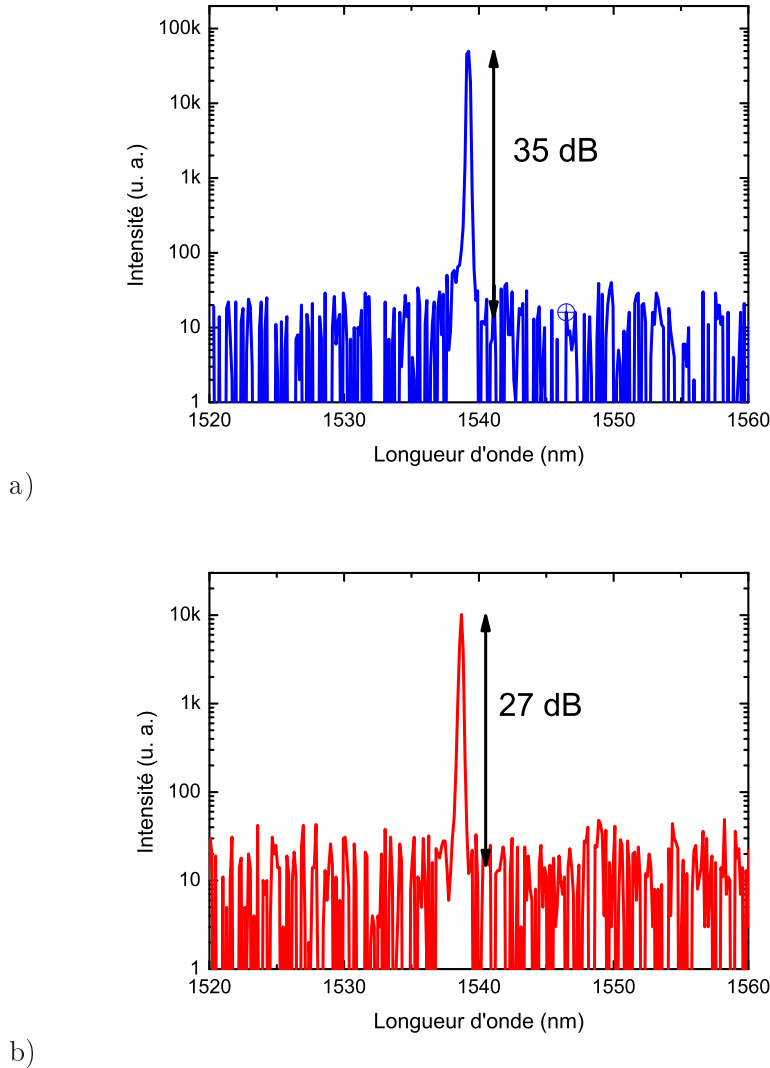 100k
10k
1k
100
10
1
Intensité (u. a.)
35 dB
1520 1530 1540 1550 1560
Longueur d'onde (nm)
a)
10k
1k
100
10
1
Intensité (u. a.)
27 dB
1520 1530 1540 1550 1560
Longueur d'onde (nm)
b)